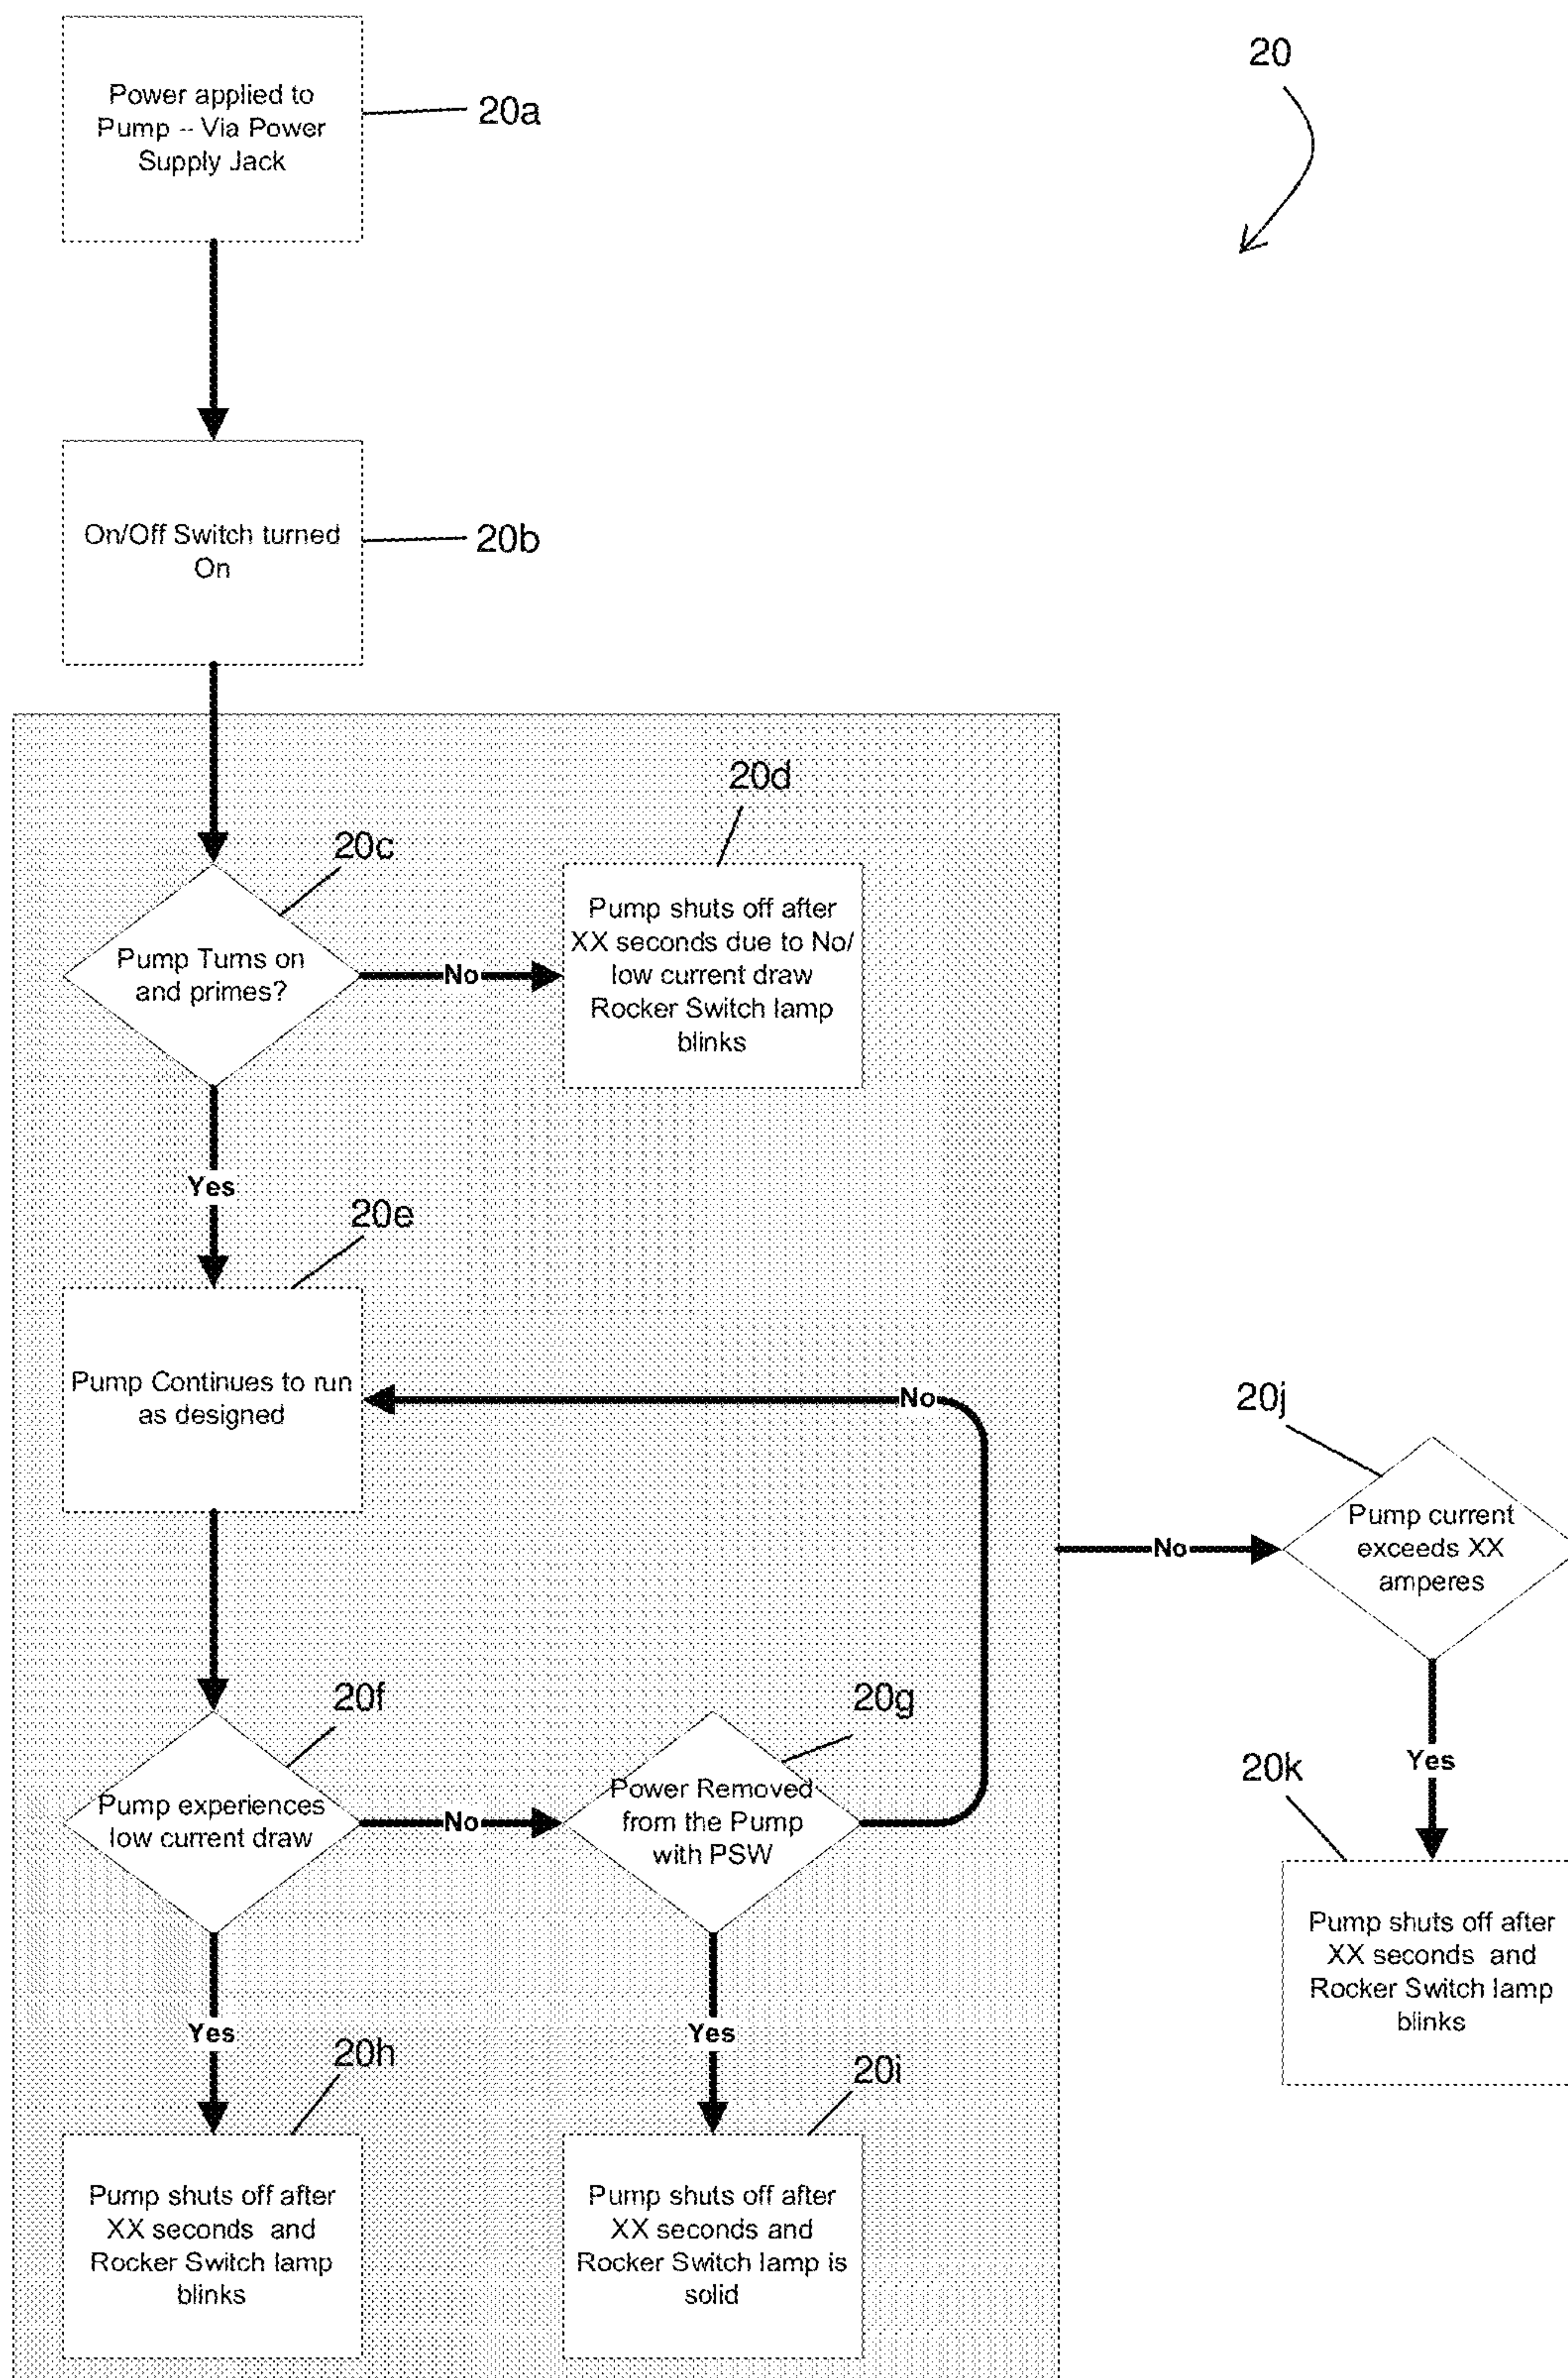 20
Power applied to
Pump -- Via Power
Supply Jack
20a
On/Off Switch turned
On
20b
20c
Pump Turns on
and primes?
No
20d
Pump shuts off after
XX seconds due to No/
low current draw
Rocker Switch lamp
blinks
Yes
20e
Pump Continues to run
as designed
No
20f
Pump experiences
low current draw
No
20g
Power Removed
from the Pump
with PSW
Yes
20h
Pump shuts off after
XX seconds and
Rocker Switch lamp
blinks
Yes
20i
Pump shuts off after
XX seconds and
Rocker Switch lamp is
solid
No
20j
Pump current
exceeds XX
amperes
Yes
20k
Pump shuts off after
XX seconds and
Rocker Switch lamp
blinks